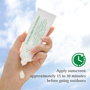 Apply sunscreen
approximately 15 to 30 minutes
before going outdoors